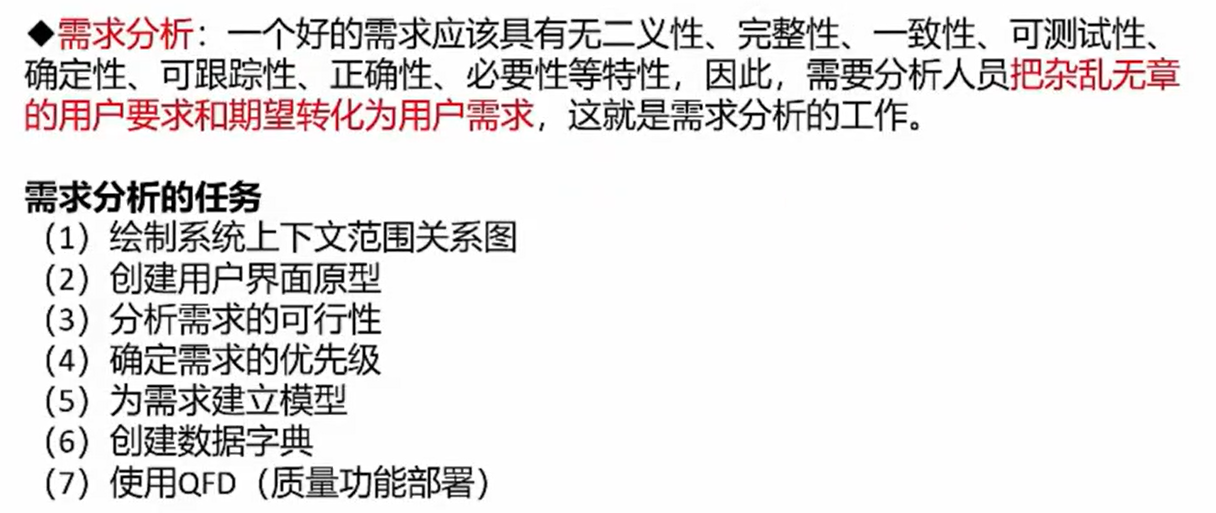 ◆需求分析：一个好的需求应该具有无二义性、完整性、一致性、可测试性、
确定性、可跟踪性、正确性、必要性等特性，因此，需要分析人员把杂乱无章
的用户要求和期望转化为用户需求，这就是需求分析的工作。
需求分析的任务
（1）绘制系统上下文范围关系图
（2）创建用户界面原型
（3）分析需求的可行性
（4）确定需求的优先级
（5）为需求建立模型
（6）创建数据字典
（7）使用QFD（质量功能部署）